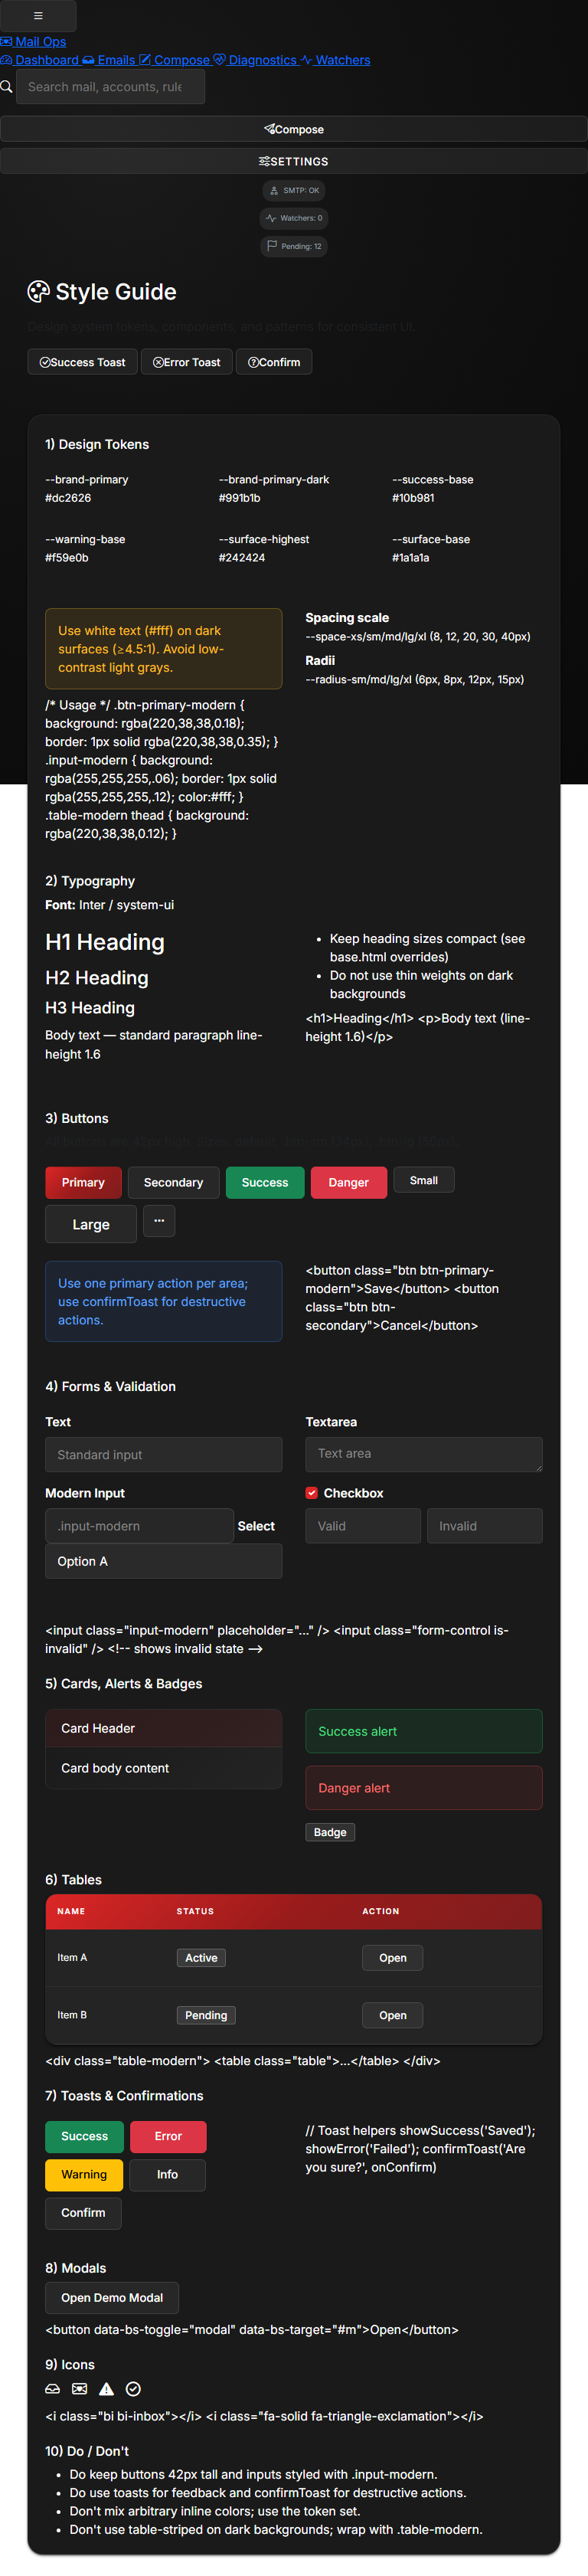 Mail Ops
Dashboard Emails Compose Diagnostics Watchers
Search mail, accounts, rule
Compose
SETTINGS
SMTP: OK
Watchers: 0
Pending: 12
Style Guide
Design system tokens, components, and patterns for consistent UI.
Success Toast Error Toast Confirm
1) Design Tokens
--brand-primary --brand-primary-dark --success-base
#dc2626 #991b1b #10b981
--warning-base --surface-highest --surface-base
#f59e0b #242424 #1a1a1a
Use white text (#fff) on dark
surfaces (≥4.5:1). Avoid low-
contrast light grays.
/* Usage */ .btn-primary-modern {
background: rgba(220,38,38,0.18);
border: 1px solid rgba(220,38,38,0.35); }
.input-modern { background:
rgba(255,255,255,.06); border: 1px solid
rgba(255,255,255,.12); color:#fff; }
.table-modern thead { background:
rgba(220,38,38,0.12); }
Spacing scale
--space-xs/sm/md/lg/xl (8, 12, 20, 30, 40px)
Radii
--radius-sm/md/lg/xl (6px, 8px, 12px, 15px)
2) Typography
Font: Inter / system-ui
H1 Heading
H2 Heading
H3 Heading
Body text — standard paragraph line-
height 1.6
• Keep heading sizes compact (see
base.html overrides)
• Do not use thin weights on dark
backgrounds
<h1>Heading</h1> <p>Body text (line-
height 1.6)</p>
3) Buttons
Primary Secondary Success Danger Small
Large ···
Use one primary action per area;
use confirmToast for destructive
actions.
<button class="btn btn-primary-
modern">Save</button> <button
class="btn btn-
secondary">Cancel</button>
4) Forms & Validation
Text
Standard input
Textarea
Text area
Modern Input
.input-modern Select
Option A
Checkbox
Valid Invalid
<input class="input-modern" placeholder="..." /> <input class="form-control is-
invalid" /> <!-- shows invalid state -->
5) Cards, Alerts & Badges
Card Header
Card body content
Success alert
Danger alert
Badge
6) Tables
NAME STATUS ACTION
Item A Active Open
Item B Pending Open
<div class="table-modern"> <table class="table">...</table> </div>
7) Toasts & Confirmations
Success Error
Warning Info
Confirm
// Toast helpers showSuccess('Saved');
showError('Failed'); confirmToast('Are
you sure?', onConfirm)
8) Modals
Open Demo Modal
<button data-bs-toggle="modal" data-bs-target="#m">Open</button>
9) Icons
<i class="bi bi-inbox"></i> <i class="fa-solid fa-triangle-exclamation"></i>
10) Do / Don't
• Do keep buttons 42px tall and inputs styled with .input-modern.
• Do use toasts for feedback and confirmToast for destructive actions.
• Don't mix arbitrary inline colors; use the token set.
• Don't use table-striped on dark backgrounds; wrap with .table-modern.